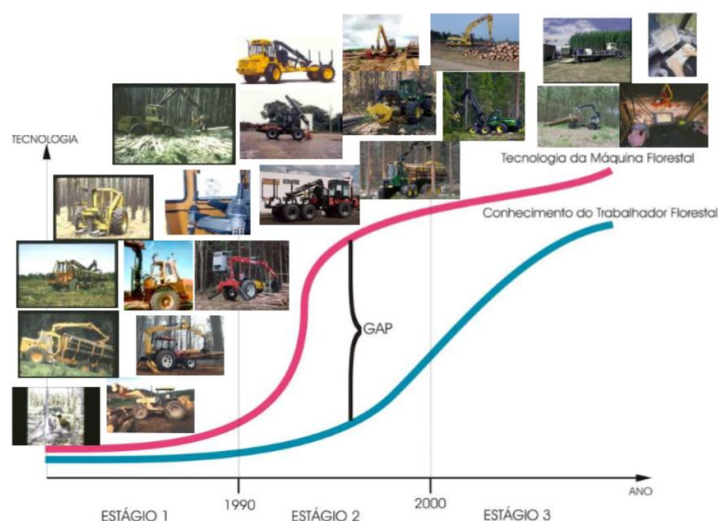 TECNOLOGIA
Tecnologia da Máquina Florestal
Conhecimento do Trabalhador Florestal
GAP
ANO
1990
2000
ESTÁGIO 1
ESTÁGIO 2
ESTÁGIO 3